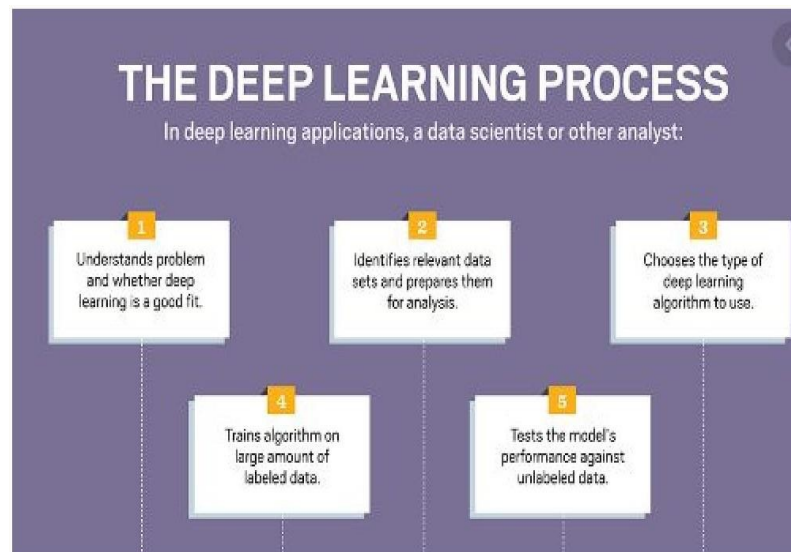 THE DEEP LEARNING PROCESS
In deep learning applications, a data scientist or other analyst:
1
Understands problem
and whether deep
learning is a good fit.
2
Identifies relevant data
sets and prepares them
for analysis.
3
Chooses the type of
deep learning
algorithm to use.
4
Trains algorithm on
large amount of
labeled data.
5
Tests the model's
performance against
unlabeled data.